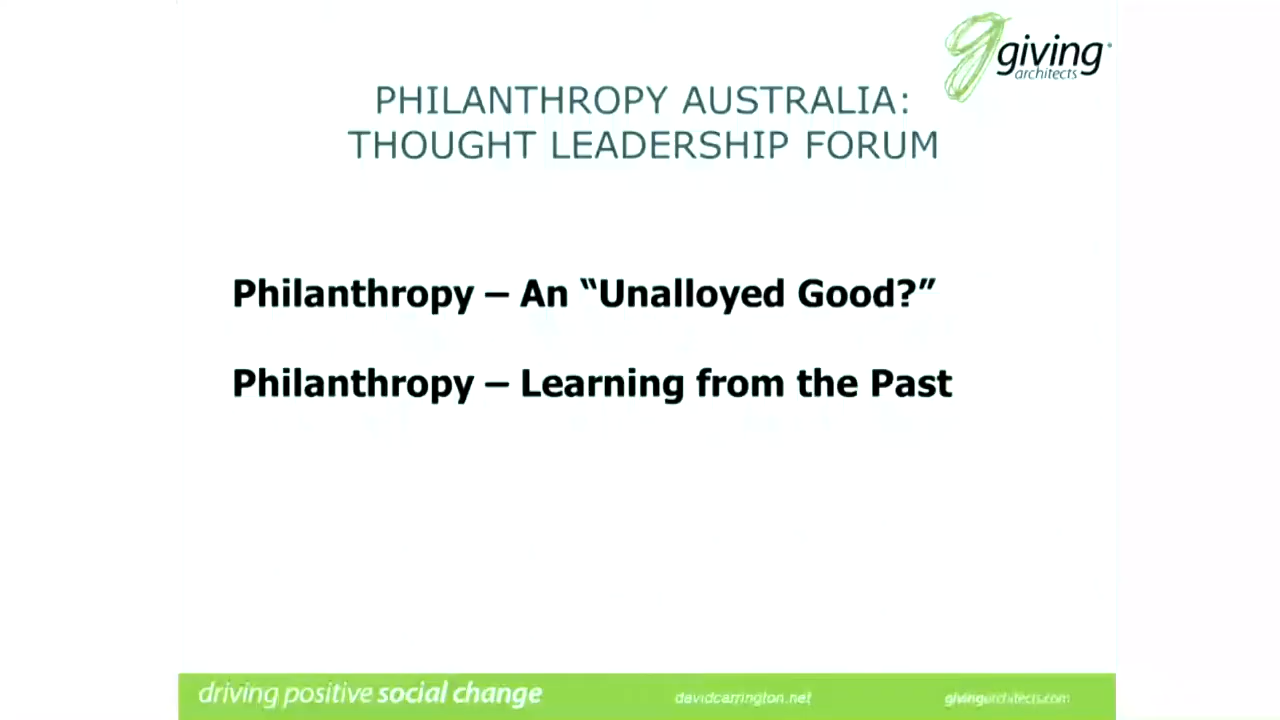 giving
architects
PHILANTHROPY AUSTRALIA:
THOUGHT LEADERSHIP FORUM
Philanthropy – An “Unalloyed Good?”
Philanthropy – Learning from the Past
driving positive social change
davidcarrington.net
givingarchitects.com